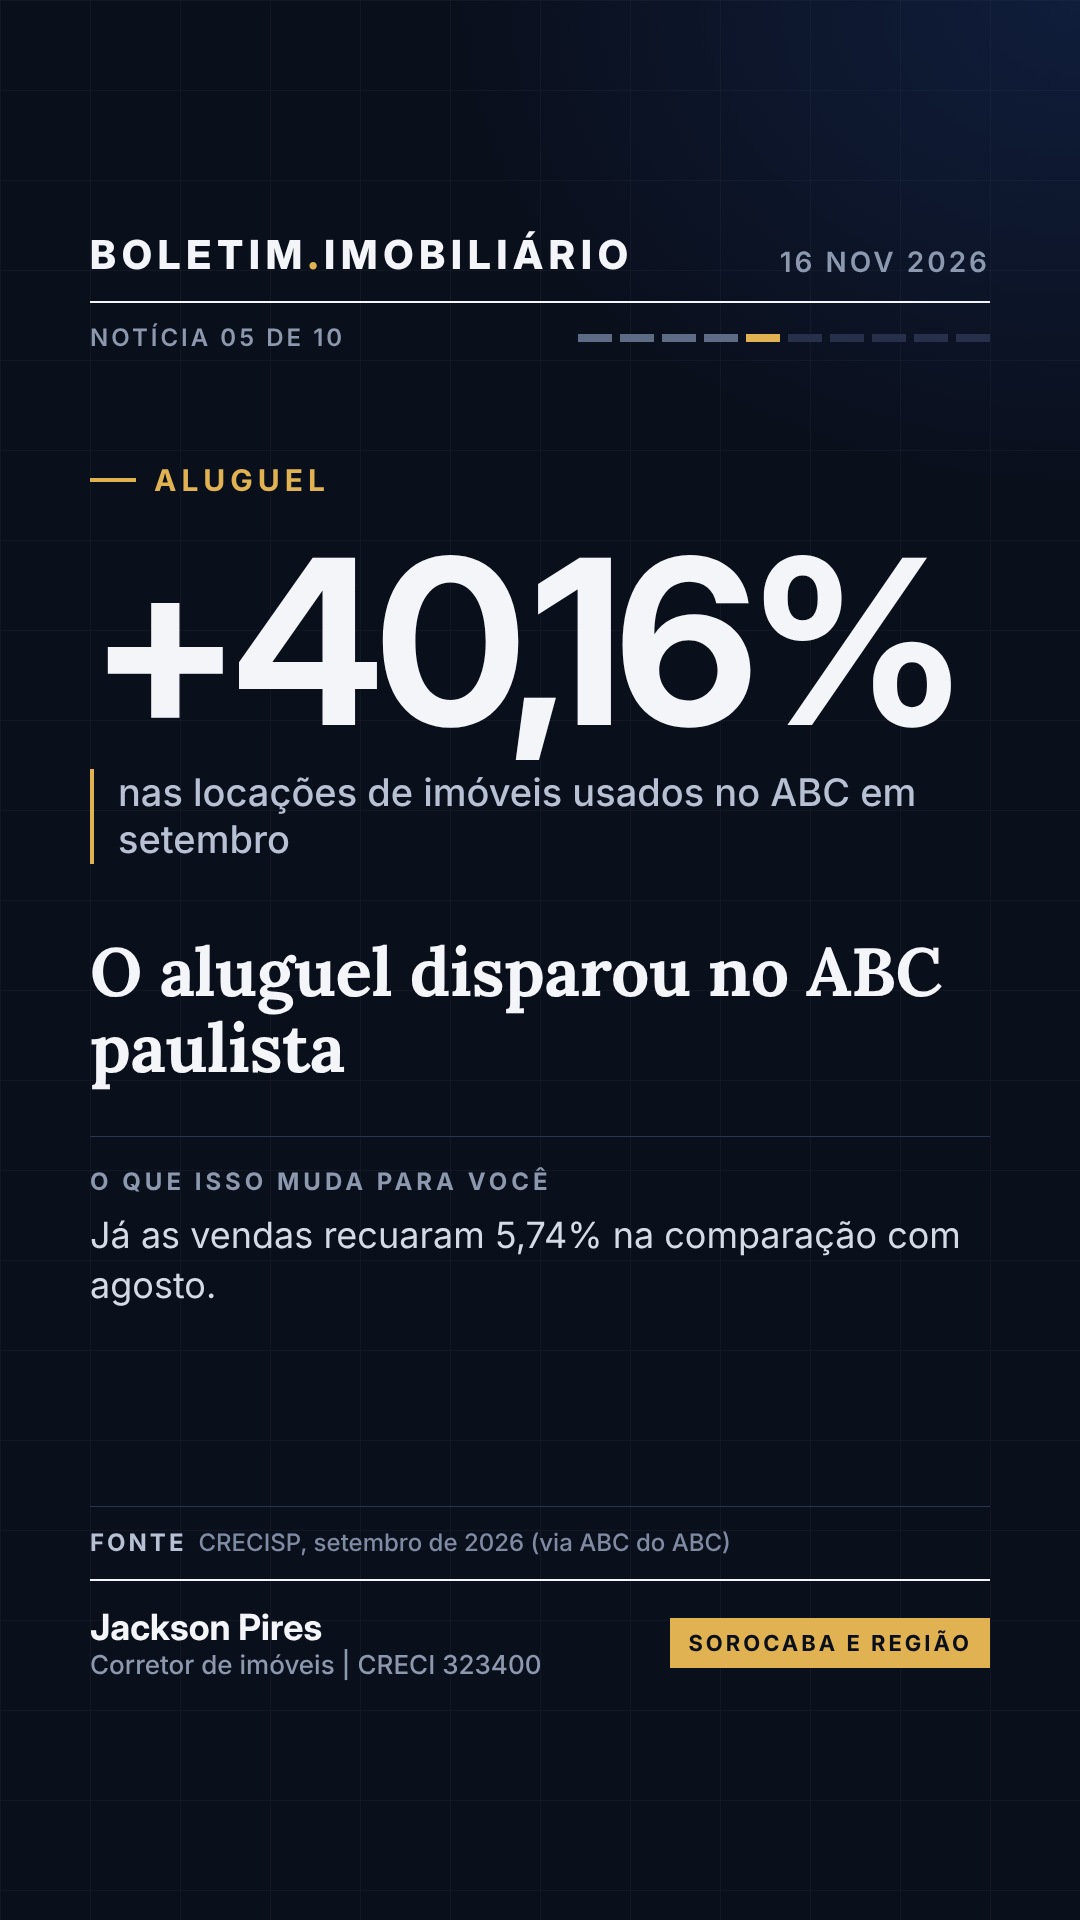 BOLETIM.IMOBILIÁRIO
16 NOV 2026
NOTÍCIA 05 DE 10
ALUGUEL
+40,16%
nas locações de imóveis usados no ABC em
setembro
O aluguel disparou no ABC
paulista
O QUE ISSO MUDA PARA VOCÊ
Já as vendas recuaram 5,74% na comparação com
agosto.
FONTE CRECISP, setembro de 2026 (via ABC do ABC)
Jackson Pires
Corretor de imóveis | CRECI 323400
SOROCABA E REGIÃO